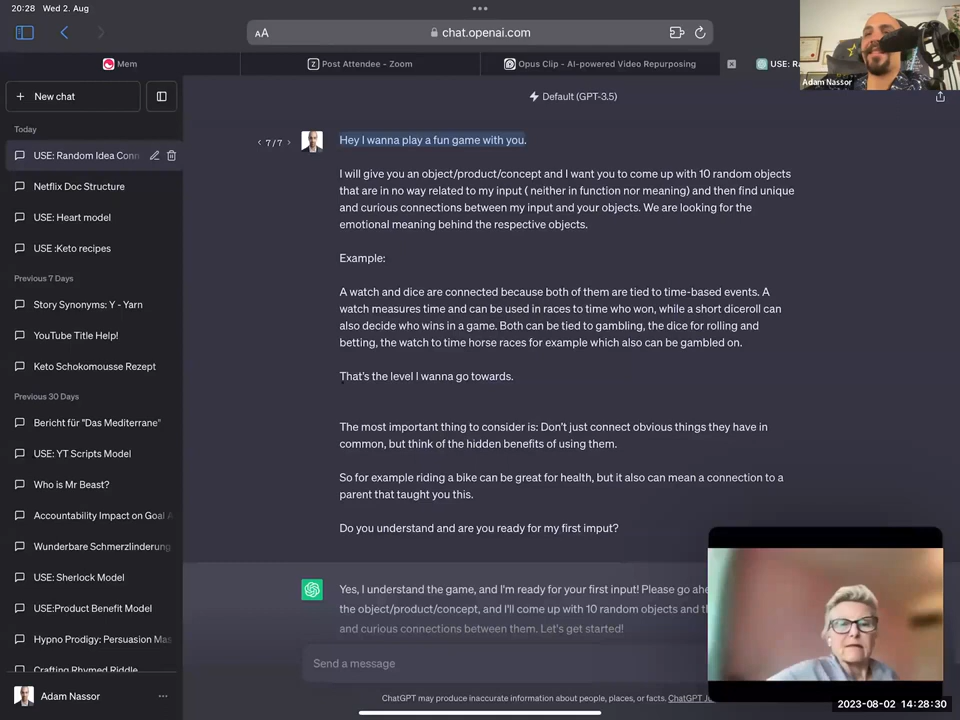 20:28 Wed 2. Aug
AA
chat.openai.com
Mem
Post Attendee - Zoom
Opus Clip - AI-powered Video Repurposing
USE: R
Adam Nassor
New chat
Default (GPT-3.5)
Today
USE: Random Idea Conn
Netflix Doc Structure
USE: Heart model
USE :Keto recipes
Previous 7 Days
Story Synonyms: Y - Yarn
YouTube Title Help!
Keto Schokomousse Rezept
Previous 30 Days
Bericht für "Das Mediterrane"
USE: YT Scripts Model
Who is Mr Beast?
Accountability Impact on Goal A
Wunderbare Schmerzlinderung
USE: Sherlock Model
USE:Product Benefit Model
Hypno Prodigy: Persuasion Mas
Crafting Rhymed Riddle
Adam Nassor
7/7
Hey I wanna play a fun game with you.
I will give you an object/product/concept and I want you to come up with 10 random objects
that are in no way related to my input ( neither in function nor meaning) and then find unique
and curious connections between my input and your objects. We are looking for the
emotional meaning behind the respective objects.
Example:
A watch and dice are connected because both of them are tied to time-based events. A
watch measures time and can be used in races to time who won, while a short diceroll can
also decide who wins in a game. Both can be tied to gambling, the dice for rolling and
betting, the watch to time horse races for example which also can be gambled on.
That's the level I wanna go towards.
The most important thing to consider is: Don't just connect obvious things they have in
common, but think of the hidden benefits of using them.
So for example riding a bike can be great for health, but it also can mean a connection to a
parent that taught you this.
Do you understand and are you ready for my first imput?
Yes, I understand the game, and I'm ready for your first input! Please go ahe
the object/product/concept, and I'll come up with 10 random objects and th
and curious connections between them. Let's get started!
Send a message
ChatGPT may produce inaccurate information about people, places, or facts. ChatGPT Ju
2023-08-02 14:28:30